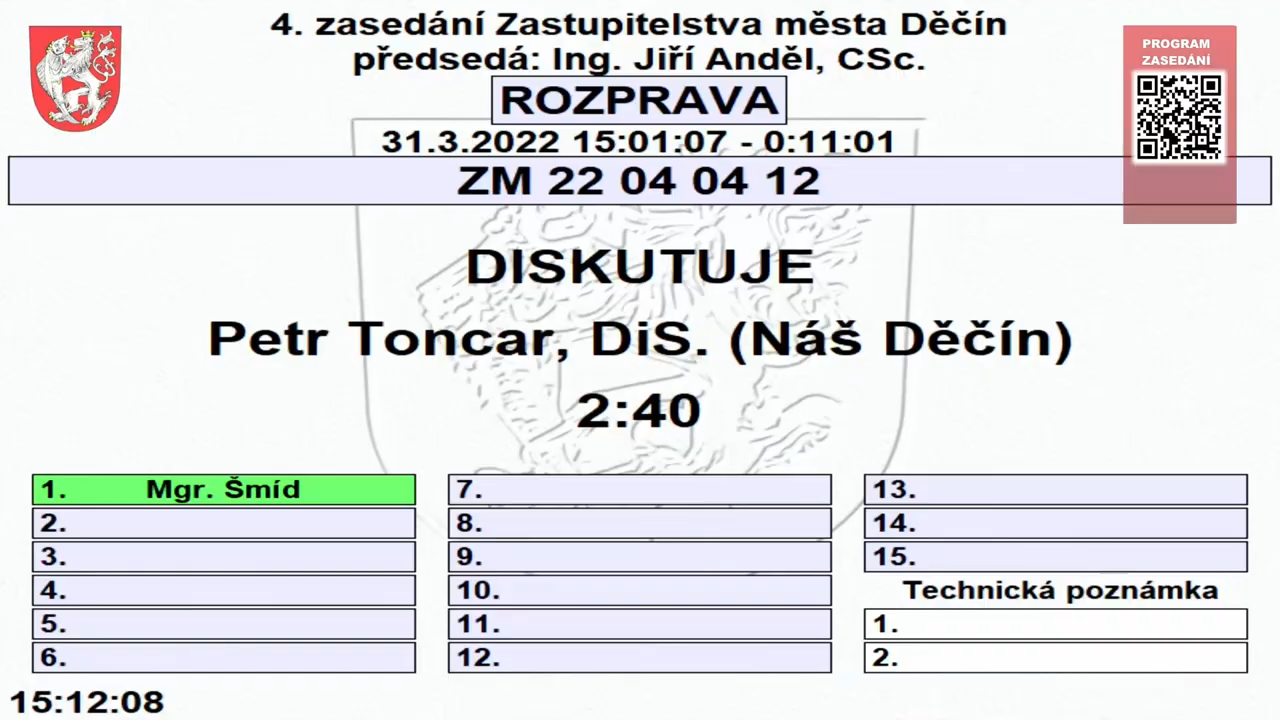 4. zasedání Zastupitelstva města Děčín
předsedá: Ing. Jiří Anděl, CSc.
PROGRAM
ZASEDÁNÍ
ROZPRAVA
31.3.2022 15:01:07 - 0:11:01
ZM 22 04 04 12
DISKUTUJE
Petr Toncar, DiS. (Náš Děčín)
2:40
1. Mgr. Šmíd
2.
3.
4.
5.
6.
7.
8.
9.
10.
11.
12.
13.
14.
15.
Technická poznámka
1.
2.
15:12:08